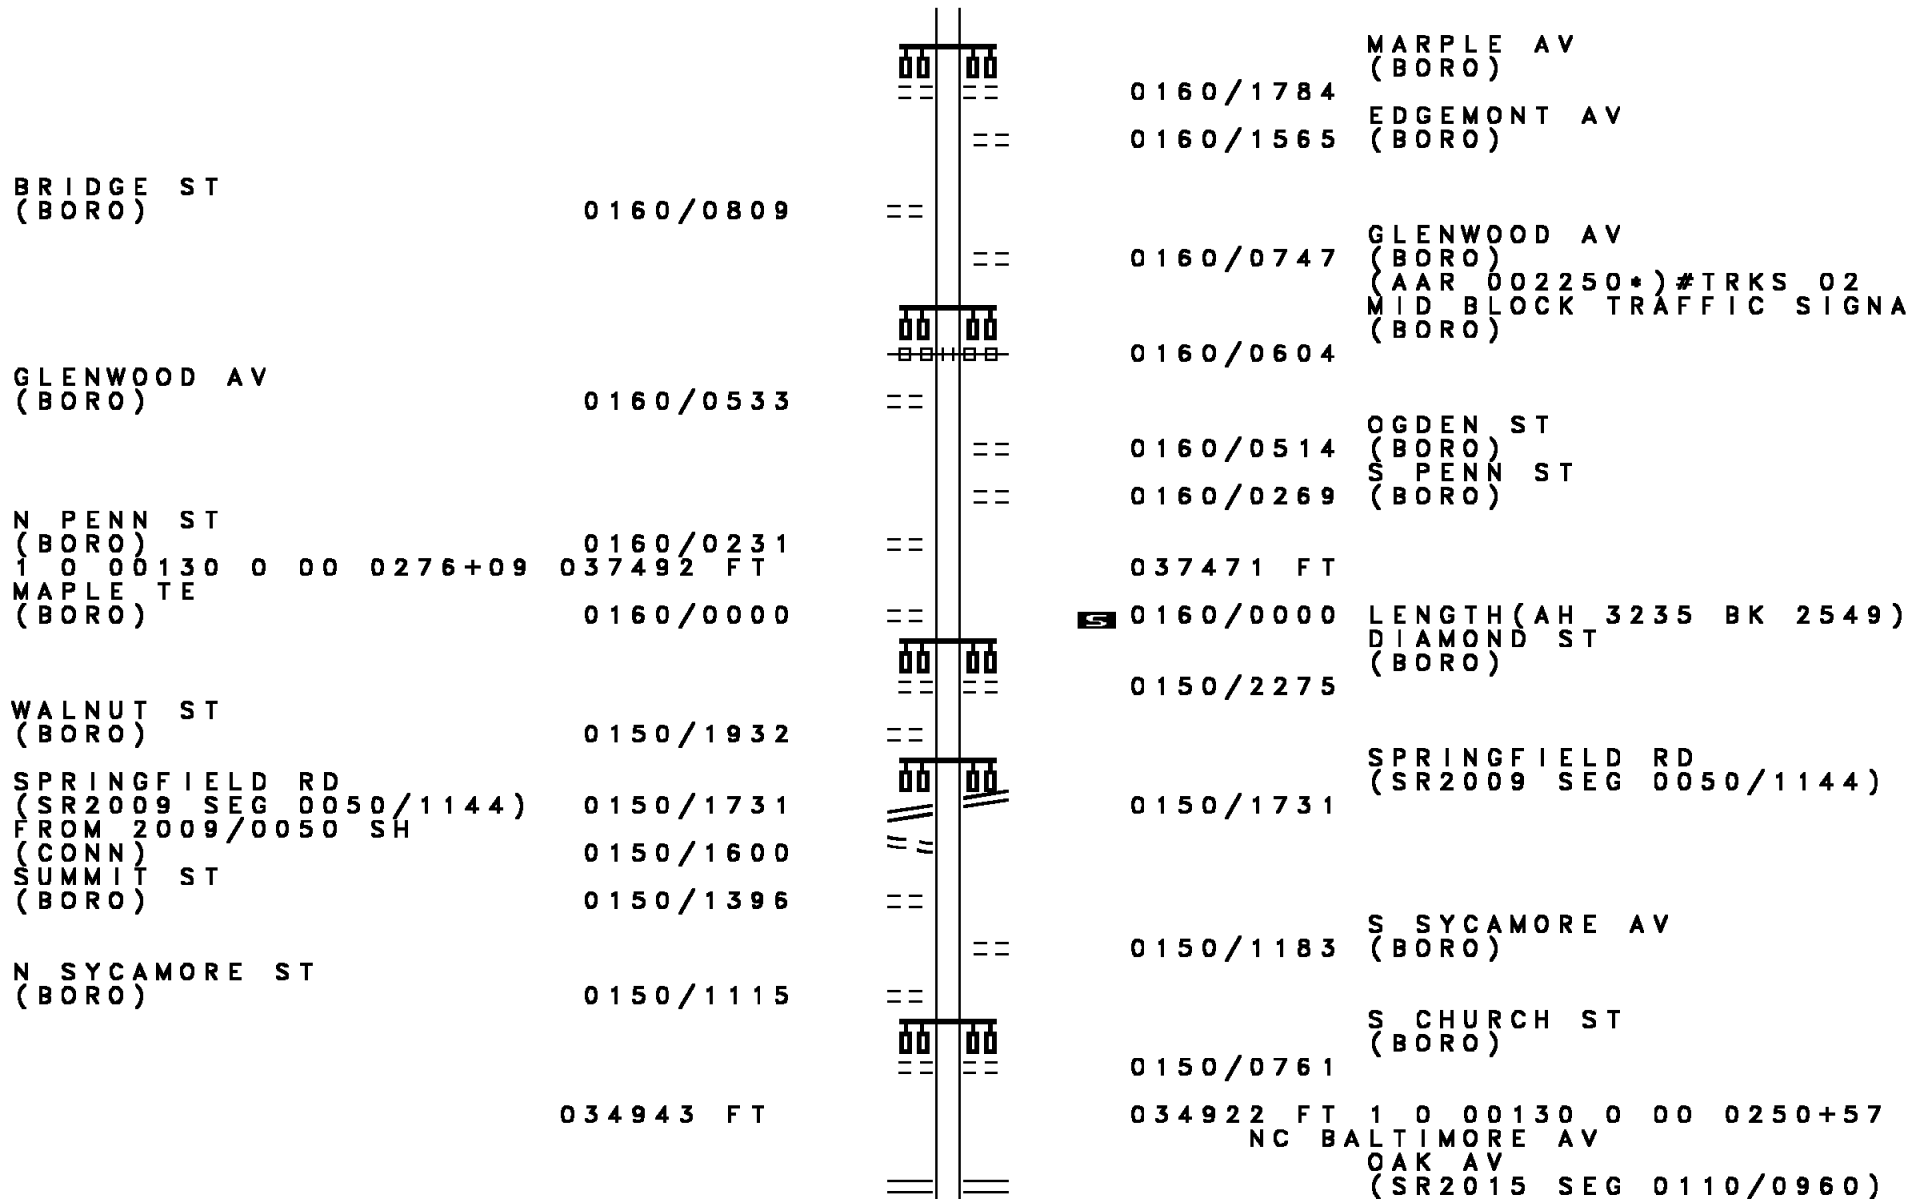 MARPLE AV
(BORO)
0160/1784
EDGEMONT AV
0160/1565 (BORO)
BRIDGE ST
(BORO) 0160/0809
GLENWOOD AV
0160/0747 (BORO)
(AAR 002250*)#TRKS 02
MID BLOCK TRAFFIC SIGNA
(BORO)
0160/0604
GLENWOOD AV
(BORO) 0160/0533
OGDEN ST
0160/0514 (BORO)
S PENN ST
0160/0269 (BORO)
N PENN ST
(BORO) 0160/0231
1 0 00130 0 00 0276+09 037492 FT 037471 FT
MAPLE TE
(BORO) 0160/0000 S 0160/0000 LENGTH(AH 3235 BK 2549)
DIAMOND ST
(BORO)
0150/2275
WALNUT ST
(BORO) 0150/1932
SPRINGFIELD RD
SPRINGFIELD RD (SR2009 SEG 0050/1144)
(SR2009 SEG 0050/1144) 0150/1731 0150/1731
FROM 2009/0050 SH
(CONN) 0150/1600
SUMMIT ST
(BORO) 0150/1396
S SYCAMORE AV
0150/1183 (BORO)
N SYCAMORE ST
(BORO) 0150/1115
S CHURCH ST
(BORO)
0150/0761
034943 FT 034922 FT 1 0 00130 0 00 0250+57
NC BALTIMORE AV
OAK AV
(SR2015 SEG 0110/0960)